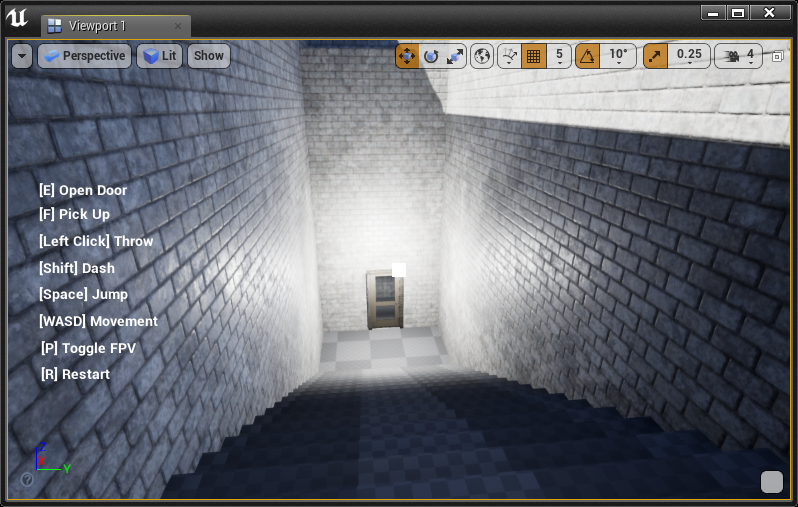 Viewport 1
Perspective Lit Show 5 10° 0.25 4
[E] Open Door
[F] Pick Up
[Left Click] Throw
[Shift] Dash
[Space] Jump
[WASD] Movement
[P] Toggle FPV
[R] Restart
Z
Y